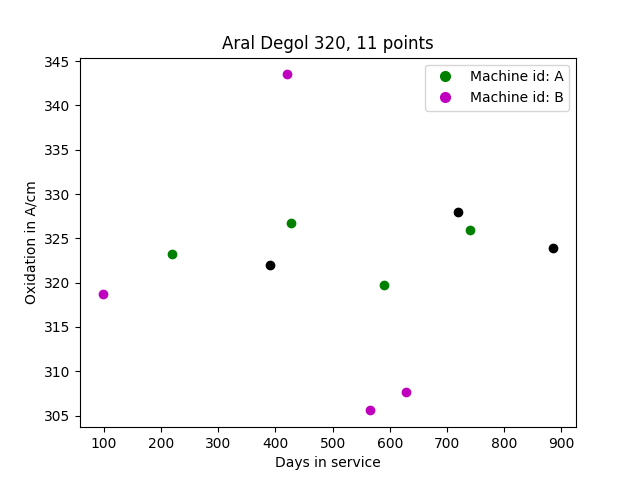 Aral Degol 320, 11 points
Machine id: A
Machine id: B
Oxidation in A/cm
345
340
335
330
325
320
315
310
305
100 200 300 400 500 600 700 800 900
Days in service